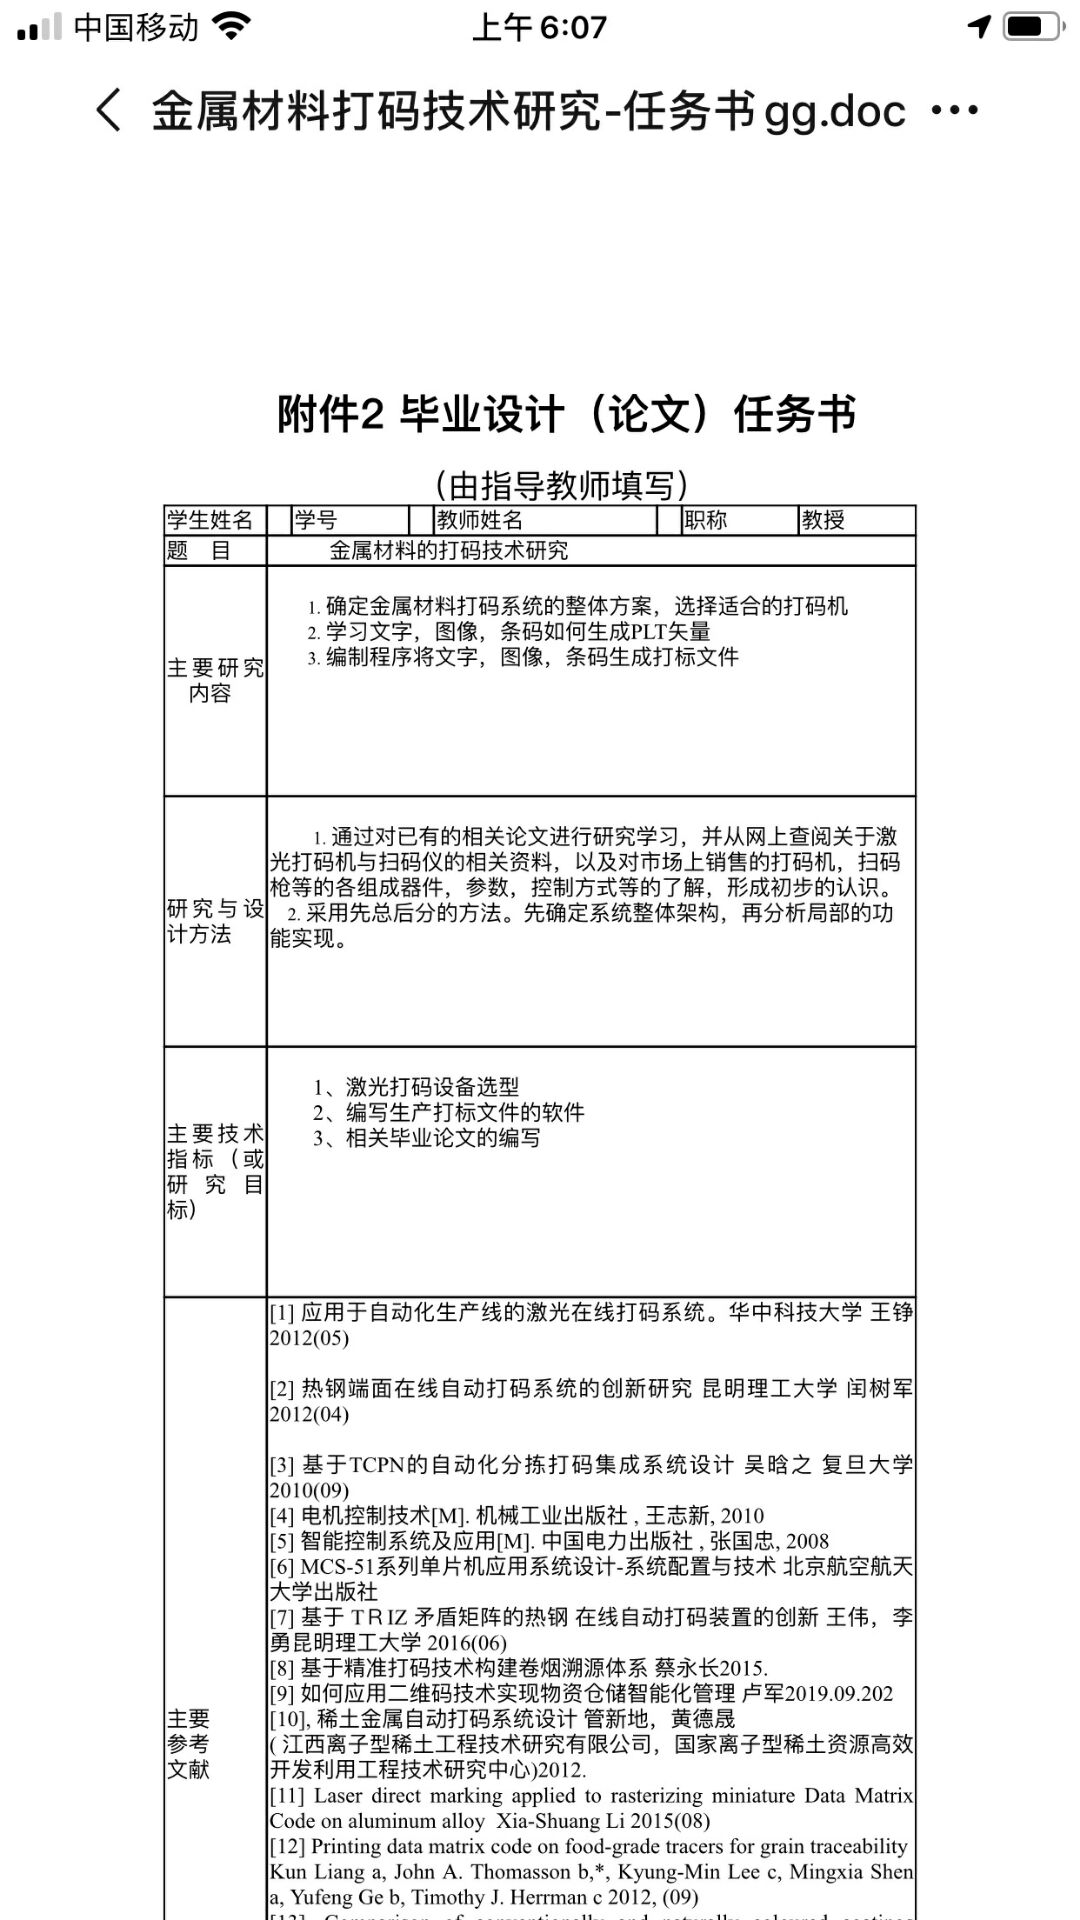 中国移动 上午6:07
金属材料打码技术研究-任务书gg.doc
附件2 毕业设计（论文）任务书
（由指导教师填写）
学生姓名 学号 教师姓名 职称 教授
题 目 金属材料的打码技术研究
主要研究
内容
1. 确定金属材料打码系统的整体方案，选择适合的打码机
2. 学习文字，图像，条码如何生成PLT矢量
3. 编制程序将文字，图像，条码生成打标文件
研究与设
计方法
1. 通过对已有的相关论文进行研究学习，并从网上查阅关于激
光打码机与扫码仪的相关资料，以及对市场上销售的打码机，扫码
枪等的各组成器件，参数，控制方式等的了解，形成初步的认识。
2. 采用先总后分的方法。先确定系统整体架构，再分析局部的功
能实现。
主要技术
指标（或
研究目
标）
1、激光打码设备选型
2、编写生产打标文件的软件
3、相关毕业论文的编写
主要
参考
文献
[1] 应用于自动化生产线的激光在线打码系统。华中科技大学 王铮
2012(05)
[2] 热钢端面在线自动打码系统的创新研究 昆明理工大学 闰树军
2012(04)
[3] 基于TCPN的自动化分拣打码集成系统设计 吴晗之 复旦大学
2010(09)
[4] 电机控制技术[M]. 机械工业出版社 , 王志新, 2010
[5] 智能控制系统及应用[M]. 中国电力出版社 , 张国忠, 2008
[6] MCS-51系列单片机应用系统设计-系统配置与技术 北京航空航天
大学出版社
[7] 基于 TRIZ 矛盾矩阵的热钢 在线自动打码装置的创新 王伟，李
勇昆明理工大学 2016(06)
[8] 基于精准打码技术构建卷烟溯源体系 蔡永长2015.
[9] 如何应用二维码技术实现物资仓储智能化管理 卢军2019.09.202
[10], 稀土金属自动打码系统设计 管新地，黄德晟
( 江西离子型稀土工程技术研究有限公司，国家离子型稀土资源高效
开发利用工程技术研究中心)2012.
[11] Laser direct marking applied to rasterizing miniature Data Matrix
Code on aluminum alloy Xia-Shuang Li 2015(08)
[12] Printing data matrix code on food-grade tracers for grain traceability
Kun Liang a, John A. Thomasson b,*, Kyung-Min Lee c, Mingxia Shen
a, Yufeng Ge b, Timothy J. Herrman c 2012, (09)
[13] Comparison of conventionally and naturally coloured coatings